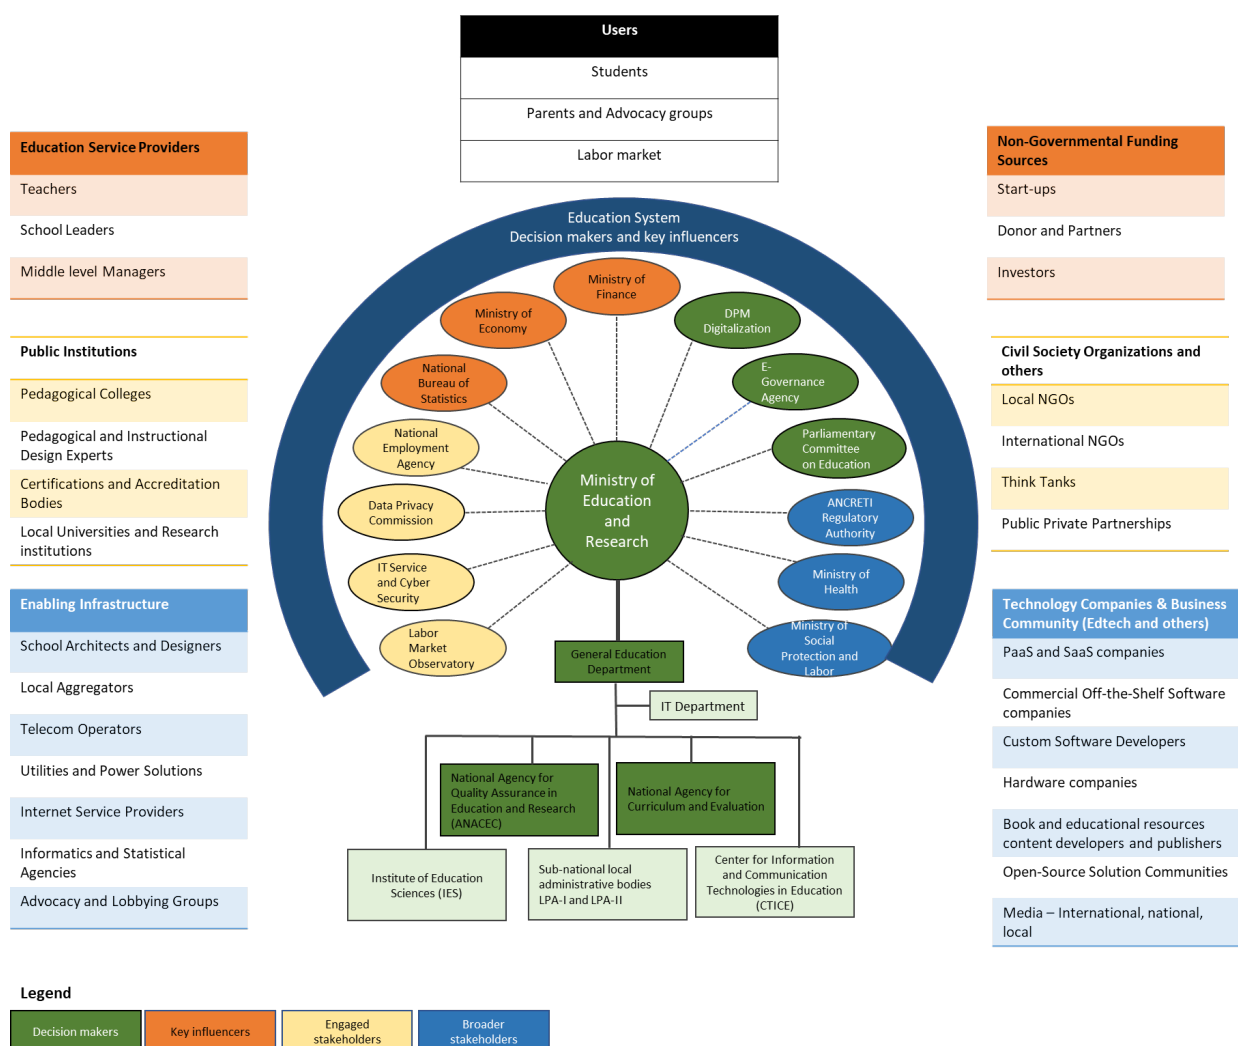 Users
Students
Parents and Advocacy groups
Labor market
Education Service Providers
Teachers
School Leaders
Middle level Managers
Public Institutions
Pedagogical Colleges
Pedagogical and Instructional
Design Experts
Certifications and Accreditation
Bodies
Local Universities and Research
institutions
Enabling Infrastructure
School Architects and Designers
Local Aggregators
Telecom Operators
Utilities and Power Solutions
Internet Service Providers
Informatics and Statistical
Agencies
Advocacy and Lobbying Groups
Education System
Decision makers and key influencers
Ministry of
Finance
Ministry of
Economy
DPM
Digitalization
National
Bureau of
Statistics
E-
Governance
Agency
National
Employment
Agency
Parliamentary
Committee
on Education
Data Privacy
Commission
Ministry of
Education
and
Research
ANCRETI
Regulatory
Authority
IT Service
and Cyber
Security
Ministry of
Health
Labor
Market
Observatory
Ministry of
Social
Protection and
Labor
General Education
Department
IT Department
National Agency for
Quality Assurance in
Education and Research
(ANACEC)
National Agency for
Curriculum and Evaluation
Institute of Education
Sciences (IES)
Sub-national local
administrative bodies
LPA-I and LPA-II
Center for Information
and Communication
Technologies in Education
(CTICE)
Non-Governmental Funding
Sources
Start-ups
Donor and Partners
Investors
Civil Society Organizations and
others
Local NGOs
International NGOs
Think Tanks
Public Private Partnerships
Technology Companies & Business
Community (Edtech and others)
PaaS and SaaS companies
Commercial Off-the-Shelf Software
companies
Custom Software Developers
Hardware companies
Book and educational resources
content developers and publishers
Open-Source Solution Communities
Media – International, national,
local
Legend
Decision makers
Key influencers
Engaged
stakeholders
Broader
stakeholders